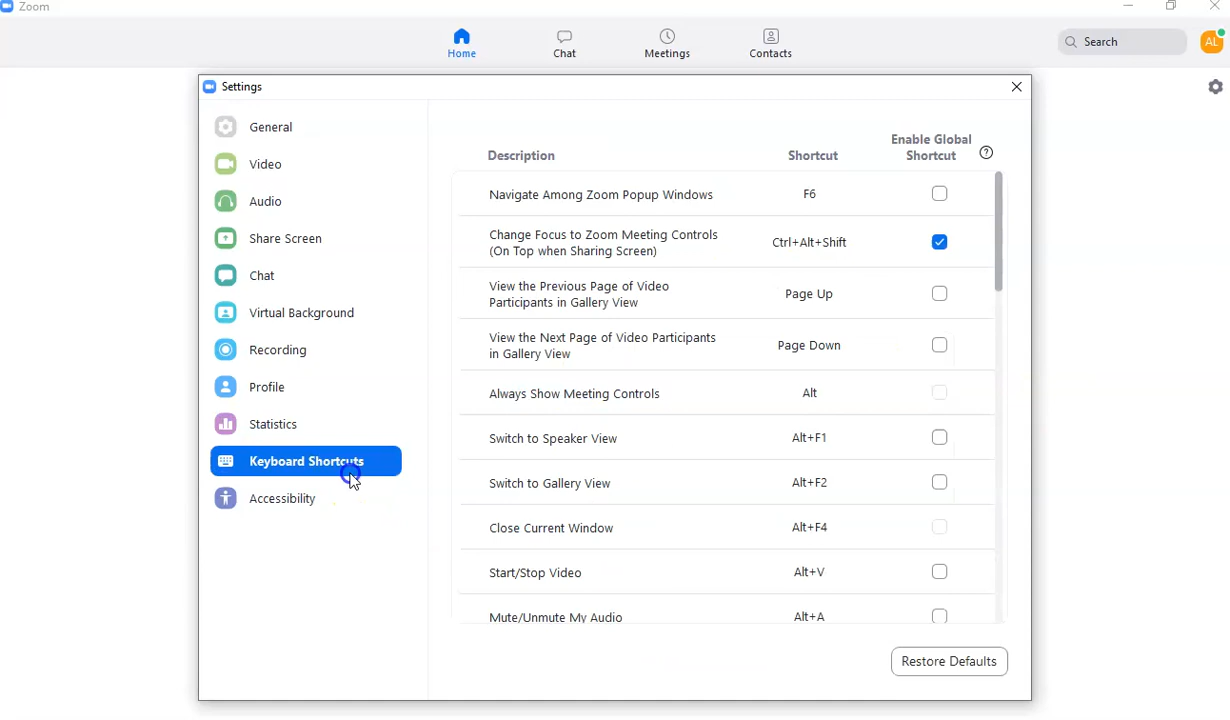 Zoom
Home
Chat
Meetings
Contacts
Search
AL
Settings
General
Video
Audio
Share Screen
Chat
Virtual Background
Recording
Profile
Statistics
Keyboard Shortcuts
Accessibility
Description
Shortcut
Enable Global
Shortcut
?
Navigate Among Zoom Popup Windows
F6
Change Focus to Zoom Meeting Controls
(On Top when Sharing Screen)
Ctrl+Alt+Shift
View the Previous Page of Video
Participants in Gallery View
Page Up
View the Next Page of Video Participants
in Gallery View
Page Down
Always Show Meeting Controls
Alt
Switch to Speaker View
Alt+F1
Switch to Gallery View
Alt+F2
Close Current Window
Alt+F4
Start/Stop Video
Alt+V
Mute/Unmute My Audio
Alt+A
Restore Defaults